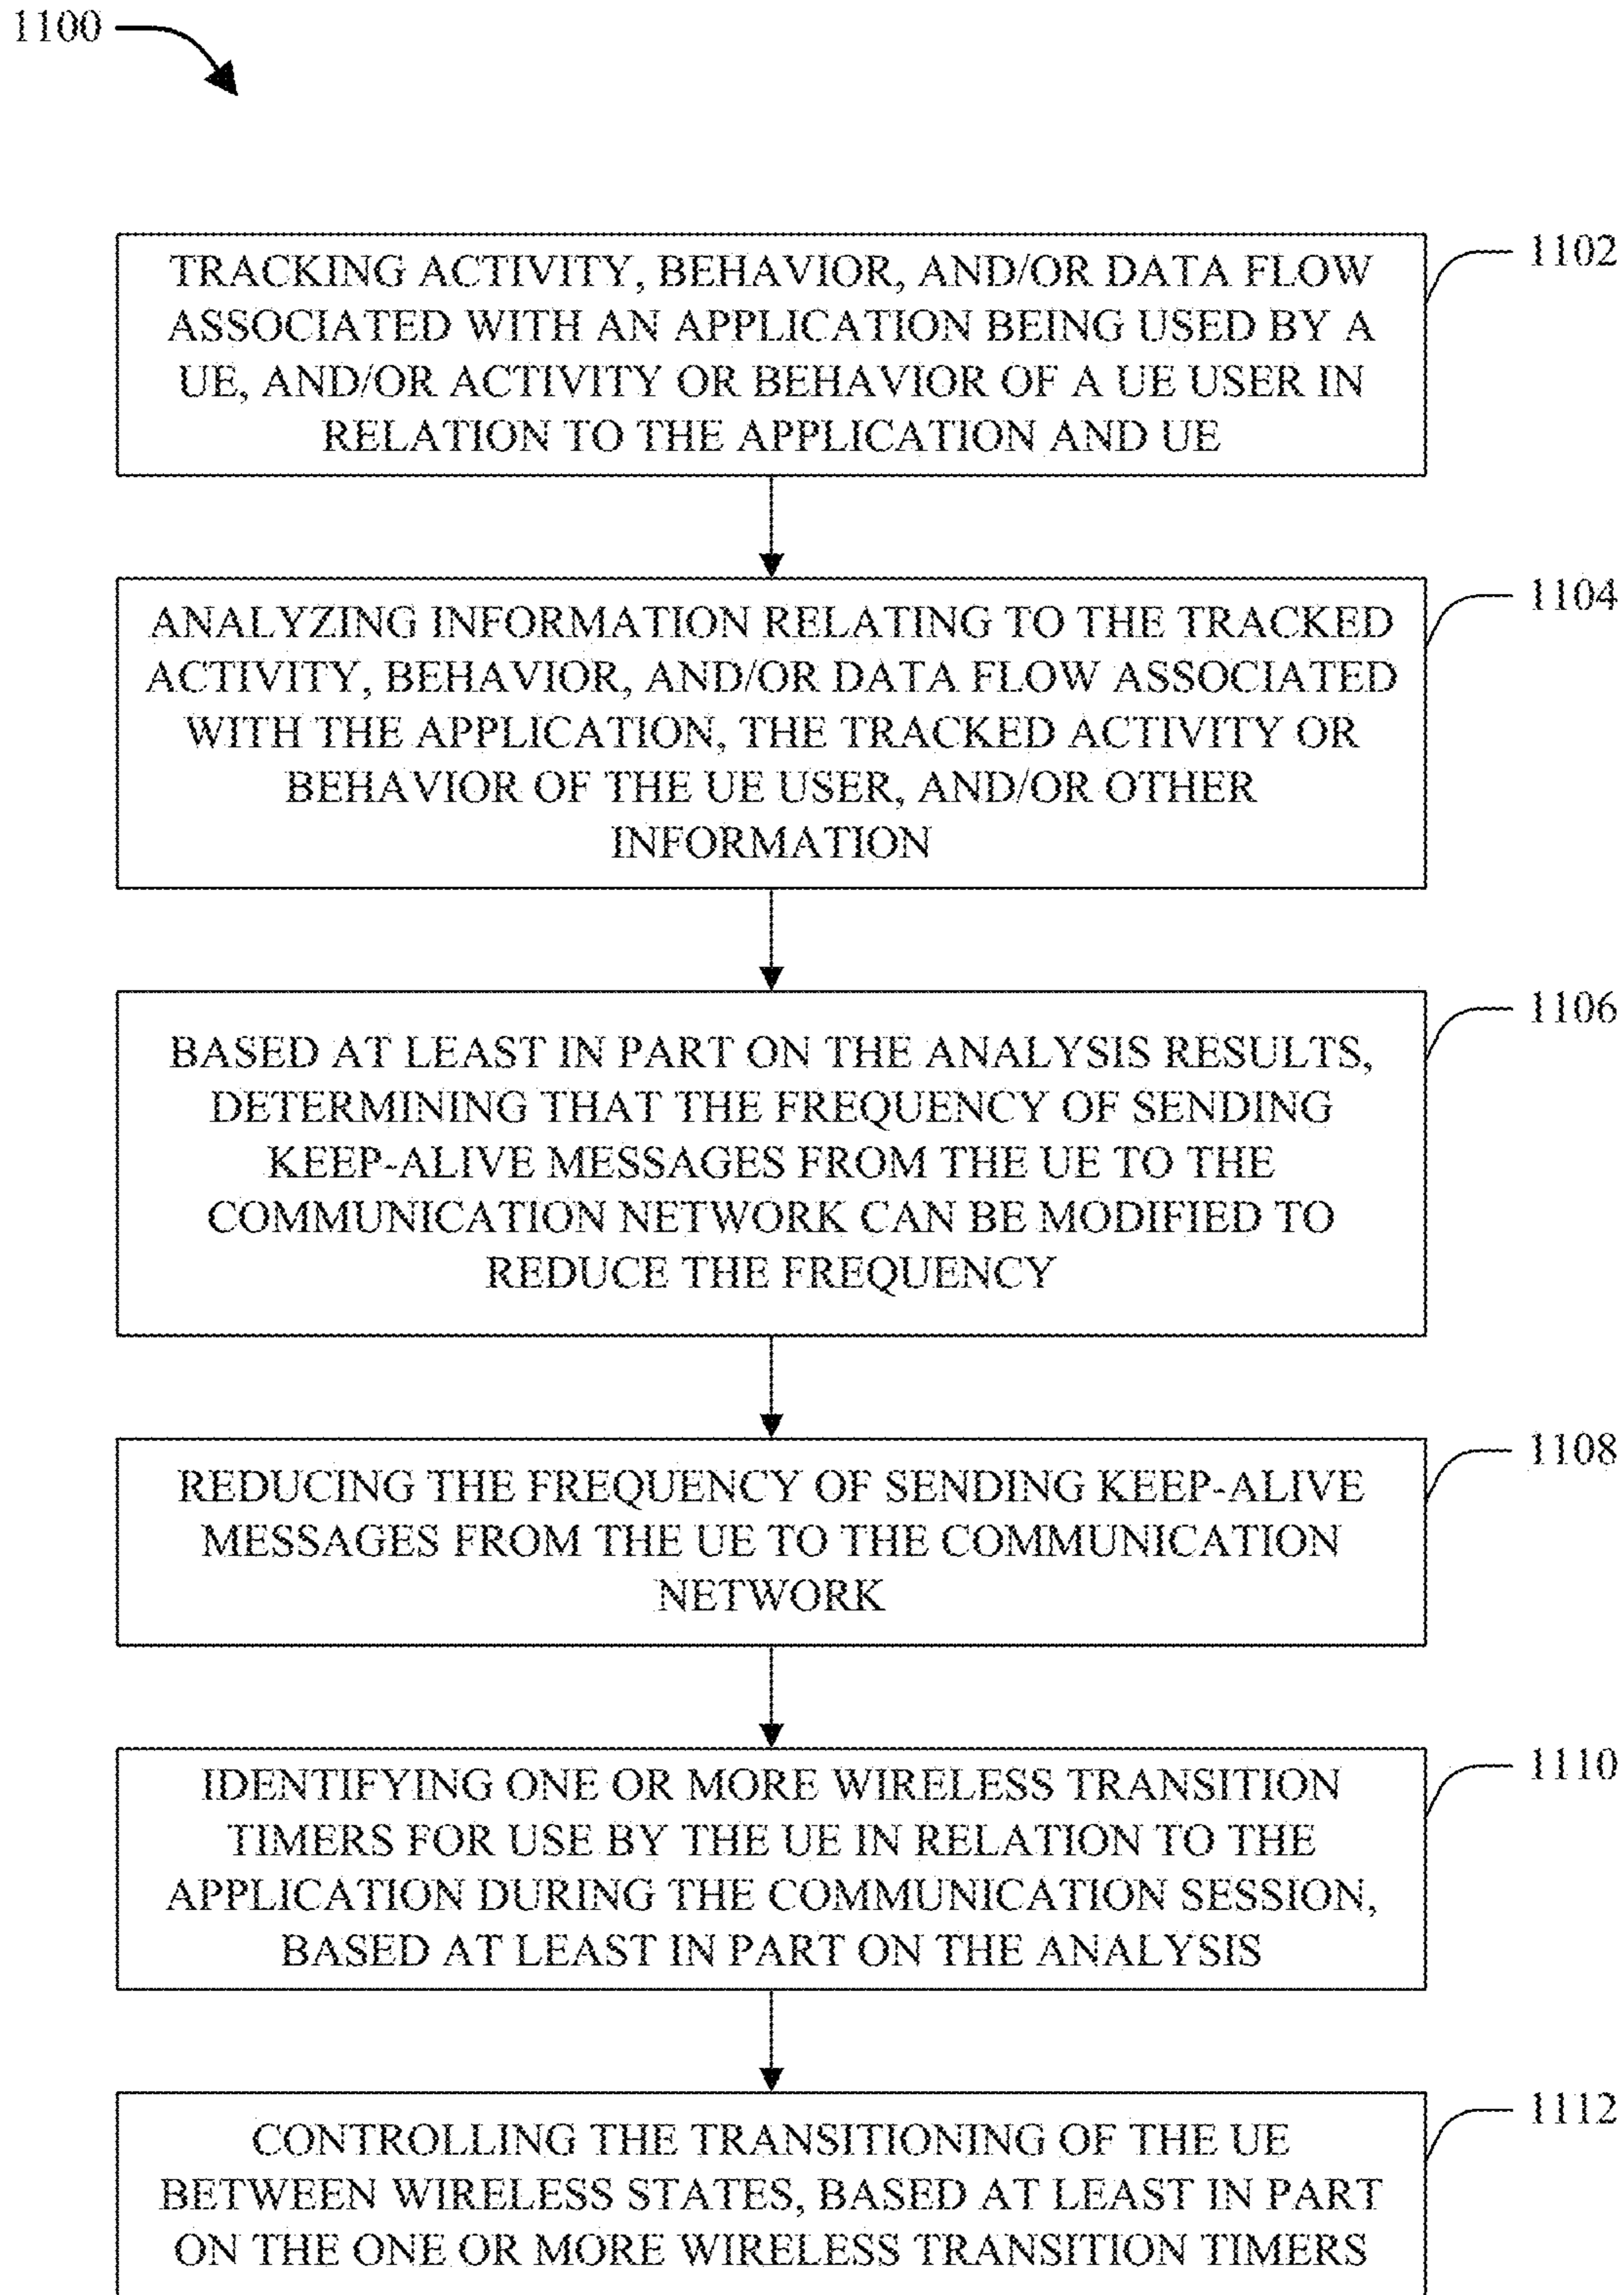 1100
TRACKING ACTIVITY, BEHAVIOR, AND/OR DATA FLOW
ASSOCIATED WITH AN APPLICATION BEING USED BY A
UE, AND/OR ACTIVITY OR BEHAVIOR OF A UE USER IN
RELATION TO THE APPLICATION AND UE
1102
ANALYZING INFORMATION RELATING TO THE TRACKED
ACTIVITY, BEHAVIOR, AND/OR DATA FLOW ASSOCIATED
WITH THE APPLICATION, THE TRACKED ACTIVITY OR
BEHAVIOR OF THE UE USER, AND/OR OTHER
INFORMATION
1104
BASED AT LEAST IN PART ON THE ANALYSIS RESULTS,
DETERMINING THAT THE FREQUENCY OF SENDING
KEEP-ALIVE MESSAGES FROM THE UE TO THE
COMMUNICATION NETWORK CAN BE MODIFIED TO
REDUCE THE FREQUENCY
1106
REDUCING THE FREQUENCY OF SENDING KEEP-ALIVE
MESSAGES FROM THE UE TO THE COMMUNICATION
NETWORK
1108
IDENTIFYING ONE OR MORE WIRELESS TRANSITION
TIMERS FOR USE BY THE UE IN RELATION TO THE
APPLICATION DURING THE COMMUNICATION SESSION,
BASED AT LEAST IN PART ON THE ANALYSIS
1110
CONTROLLING THE TRANSITIONING OF THE UE
BETWEEN WIRELESS STATES, BASED AT LEAST IN PART
ON THE ONE OR MORE WIRELESS TRANSITION TIMERS
1112